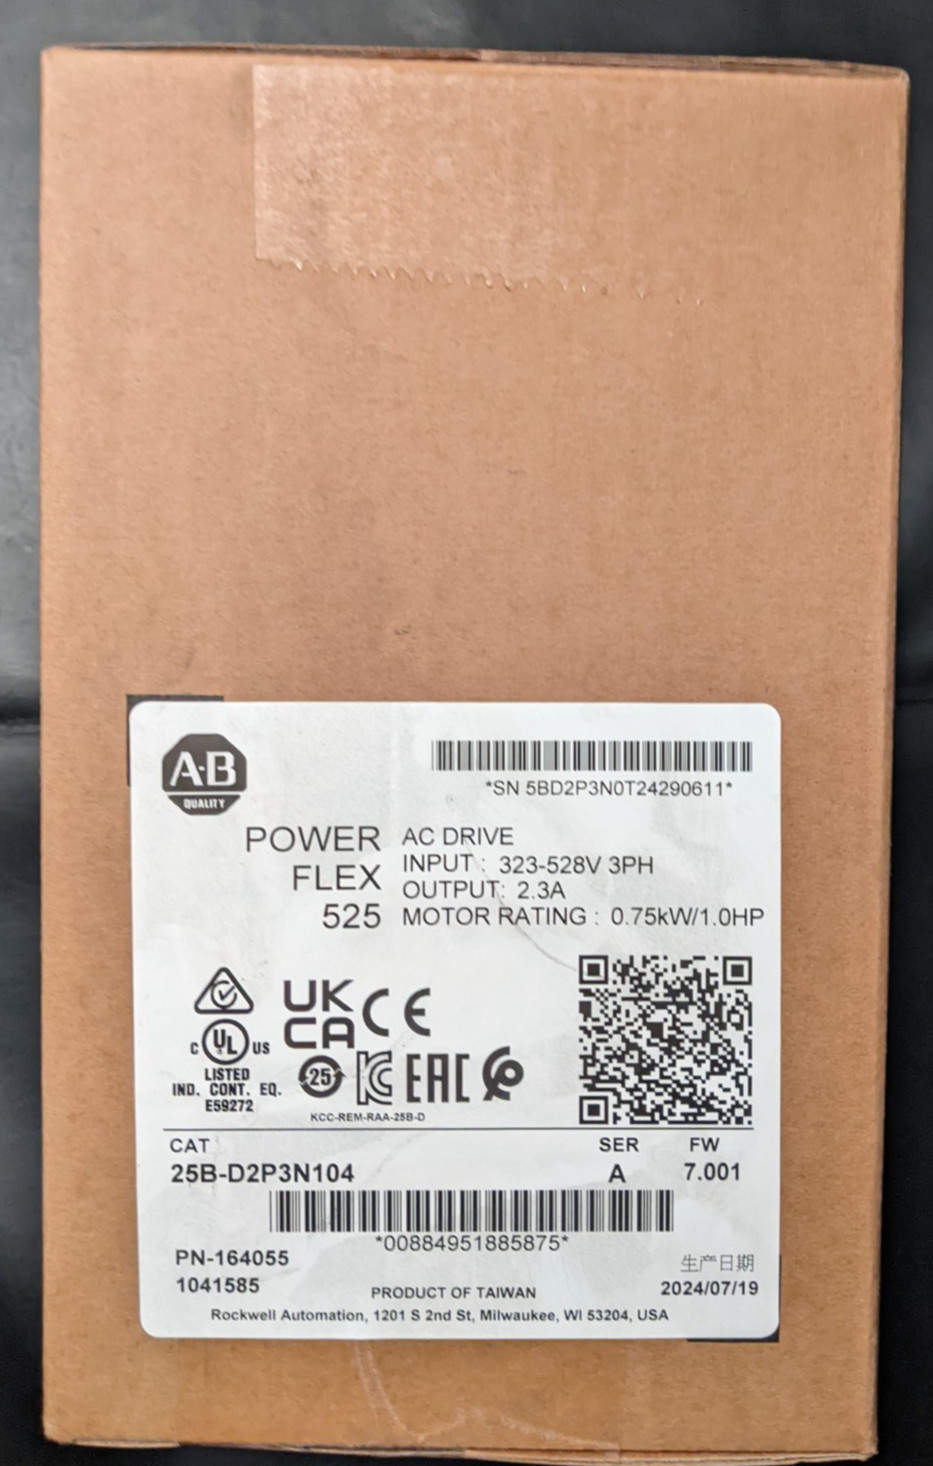 A-B
QUALITY
*SN 5BD2P3N0T24290611*
POWER
FLEX
525
AC DRIVE
INPUT : 323-528V 3PH
OUTPUT: 2.3A
MOTOR RATING : 0.75kW/1.0HP
UK
CA
CE
C UL US
LISTED
IND. CONT. EQ.
E59272
25
KC
EAC
KCC-REM-RAA-25B-D
CAT
25B-D2P3N104
SER
A
FW
7.001
*00884951885875*
PN-164055
1041585
PRODUCT OF TAIWAN
生产日期
2024/07/19
Rockwell Automation, 1201 S 2nd St, Milwaukee, WI 53204, USA